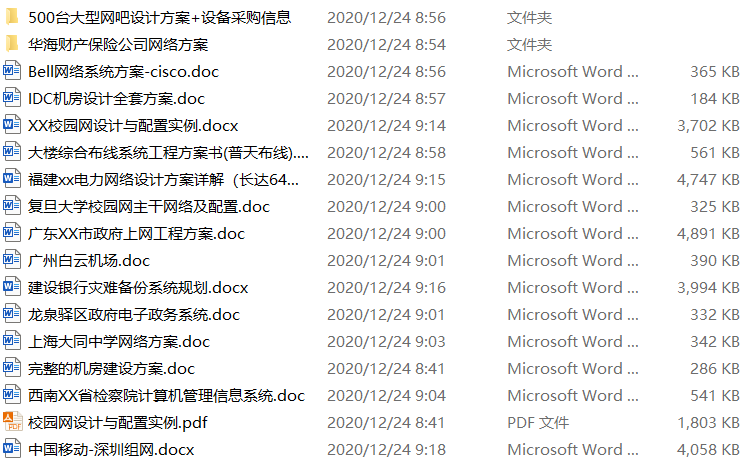 500台大型网吧设计方案+设备采购信息 2020/12/24 8:56 文件夹
华海财产保险公司网络方案 2020/12/24 8:54 文件夹
Bell网络系统方案-cisco.doc 2020/12/24 8:56 Microsoft Word ... 365 KB
IDC机房设计全套方案.doc 2020/12/24 8:57 Microsoft Word ... 184 KB
XX校园网设计与配置实例.docx 2020/12/24 9:14 Microsoft Word ... 3,702 KB
大楼综合布线系统工程方案书(普天布线).... 2020/12/24 8:58 Microsoft Word ... 561 KB
福建xx电力网络设计方案详解（长达64... 2020/12/24 9:15 Microsoft Word ... 4,747 KB
复旦大学校园网主干网络及配置.doc 2020/12/24 9:00 Microsoft Word ... 325 KB
广东XX市政府上网工程方案.doc 2020/12/24 9:00 Microsoft Word ... 4,891 KB
广州白云机场.doc 2020/12/24 9:01 Microsoft Word ... 390 KB
建设银行灾难备份系统规划.docx 2020/12/24 9:16 Microsoft Word ... 3,994 KB
龙泉驿区政府电子政务系统.doc 2020/12/24 9:01 Microsoft Word ... 332 KB
上海大同中学网络方案.doc 2020/12/24 9:03 Microsoft Word ... 342 KB
完整的机房建设方案.doc 2020/12/24 8:41 Microsoft Word ... 286 KB
西南XX省检察院计算机管理信息系统.doc 2020/12/24 9:04 Microsoft Word ... 541 KB
校园网设计与配置实例.pdf 2020/12/24 8:41 PDF 文件 1,803 KB
中国移动-深圳组网.docx 2020/12/24 9:18 Microsoft Word ... 4,058 KB